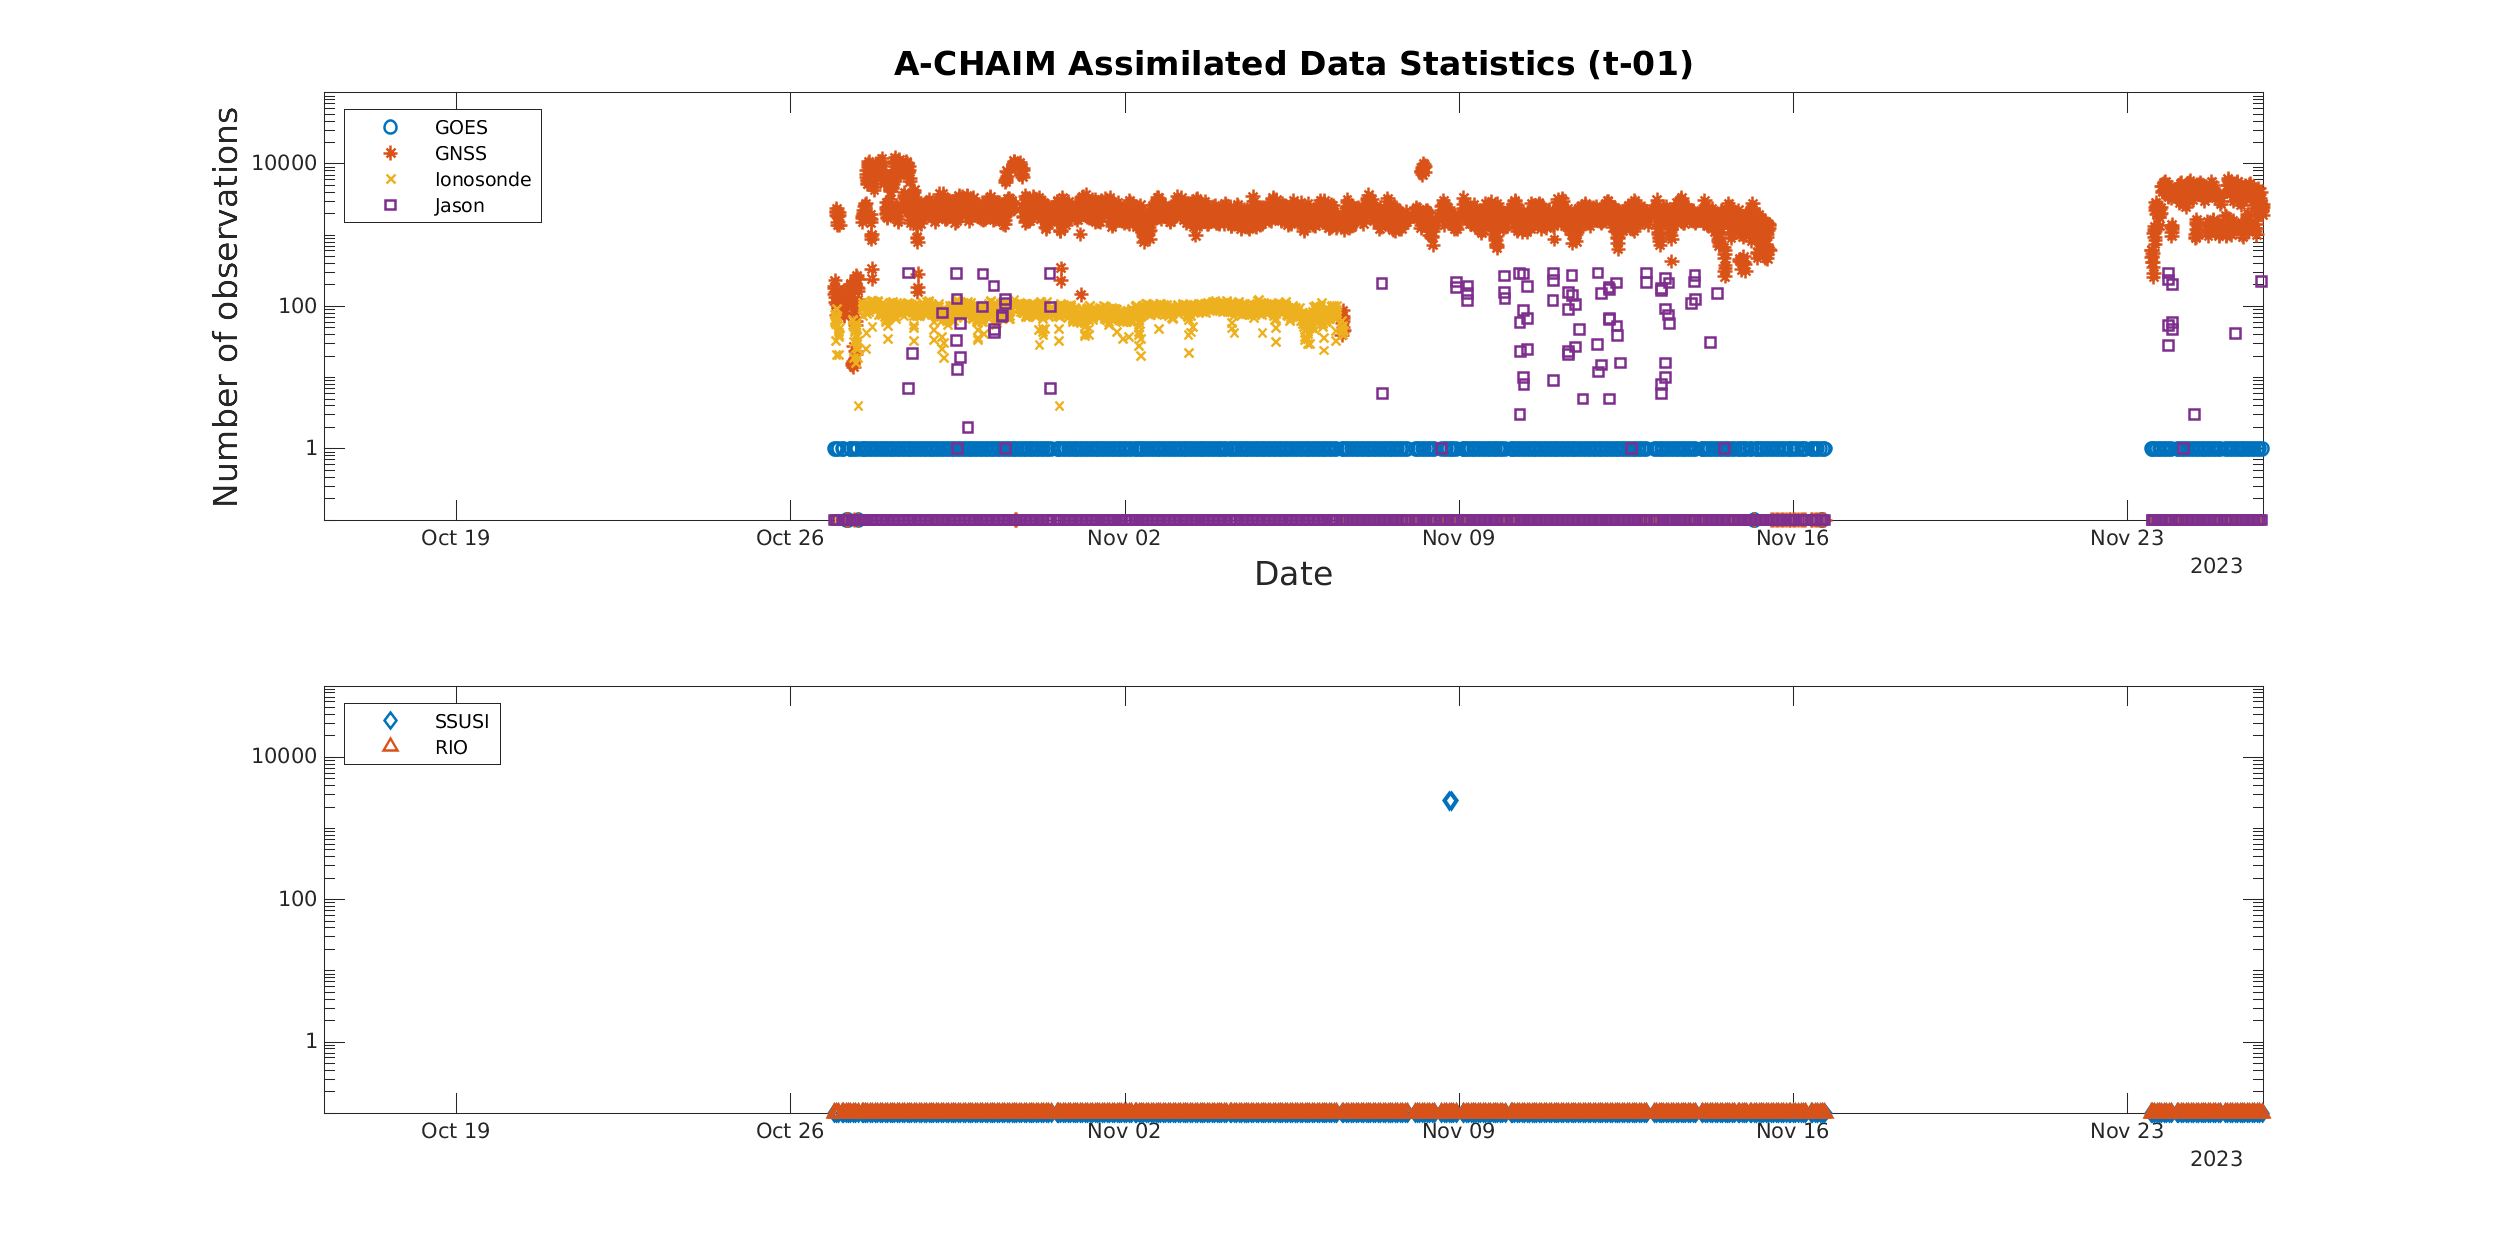 A-CHAIM Assimilated Data Statistics (t-01)
Number of observations
10000
100
1
GOES
GNSS
Ionosonde
Jason
Oct 19 Oct 26 Nov 02 Nov 09 Nov 16 Nov 23
2023
Date
10000
100
1
SSUSI
RIO
Oct 19 Oct 26 Nov 02 Nov 09 Nov 16 Nov 23
2023